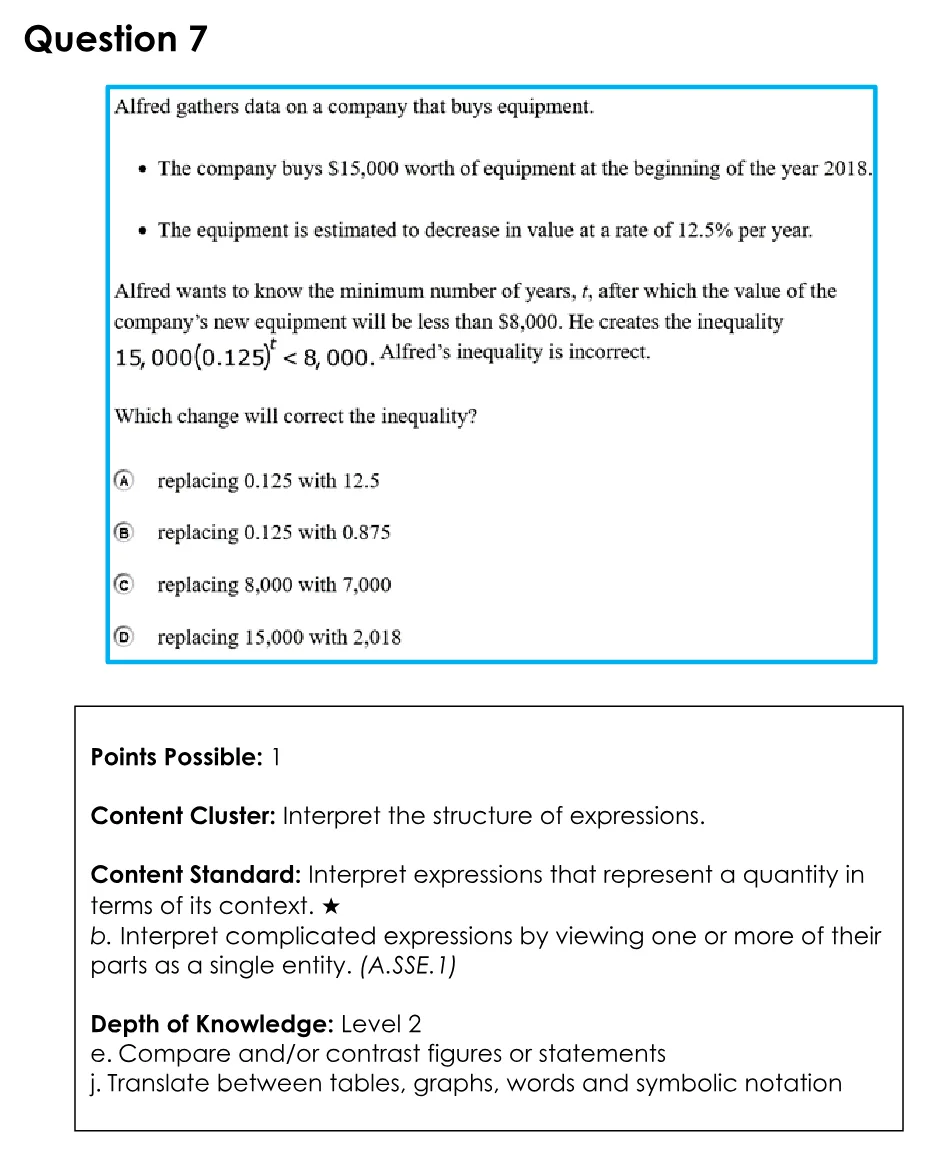 Question 7
Alfred gathers data on a company that buys equipment.
• The company buys $15,000 worth of equipment at the beginning of the year 2018.
• The equipment is estimated to decrease in value at a rate of 12.5% per year.
Alfred wants to know the minimum number of years, t, after which the value of the
company's new equipment will be less than $8,000. He creates the inequality
15, 000(0.125)^t < 8, 000. Alfred's inequality is incorrect.
Which change will correct the inequality?
Ⓐ replacing 0.125 with 12.5
Ⓑ replacing 0.125 with 0.875
Ⓒ replacing 8,000 with 7,000
Ⓓ replacing 15,000 with 2,018
Points Possible: 1
Content Cluster: Interpret the structure of expressions.
Content Standard: Interpret expressions that represent a quantity in
terms of its context. ★
b. Interpret complicated expressions by viewing one or more of their
parts as a single entity. (A.SSE.1)
Depth of Knowledge: Level 2
e. Compare and/or contrast figures or statements
j. Translate between tables, graphs, words and symbolic notation